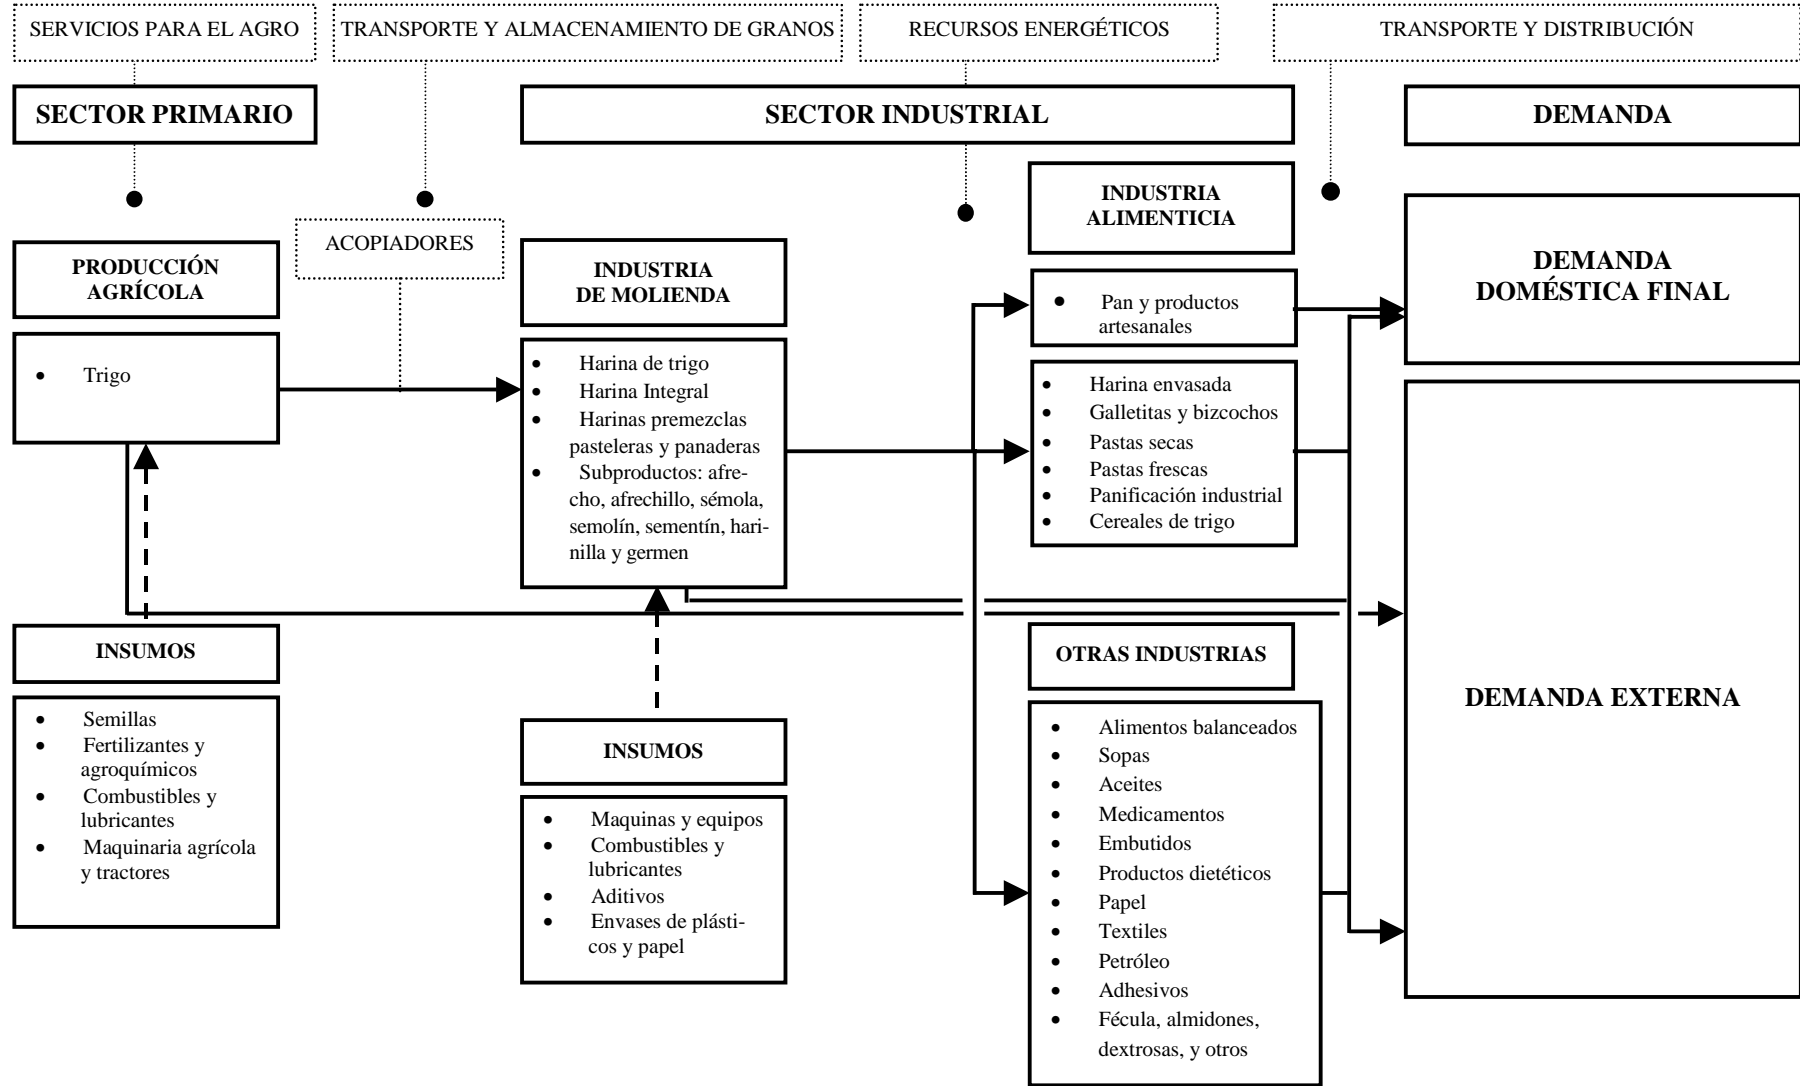 SERVICIOS PARA EL AGRO
TRANSPORTE Y ALMACENAMIENTO DE GRANOS
RECURSOS ENERGÉTICOS
TRANSPORTE Y DISTRIBUCIÓN
SECTOR PRIMARIO
SECTOR INDUSTRIAL
DEMANDA
ACOPIADORES
PRODUCCIÓN
AGRÍCOLA
• Trigo
INSUMOS
• Semillas
• Fertilizantes y
agroquímicos
• Combustibles y
lubricantes
• Maquinaria agrícola
y tractores
INDUSTRIA
DE MOLIENDA
• Harina de trigo
• Harina Integral
• Harinas premezclas
pasteleras y panaderas
• Subproductos: afre-
cho, afrechillo, sémola,
semolín, sementín, hari-
nilla y germen
INSUMOS
• Maquinas y equipos
• Combustibles y
lubricantes
• Aditivos
• Envases de plásti-
cos y papel
INDUSTRIA
ALIMENTICIA
• Pan y productos
artesanales
• Harina envasada
• Galletitas y bizcochos
• Pastas secas
• Pastas frescas
• Panificación industrial
• Cereales de trigo
OTRAS INDUSTRIAS
• Alimentos balanceados
• Sopas
• Aceites
• Medicamentos
• Embutidos
• Productos dietéticos
• Papel
• Textiles
• Petróleo
• Adhesivos
• Fécula, almidones,
dextrosas, y otros
DEMANDA
DOMÉSTICA FINAL
DEMANDA EXTERNA